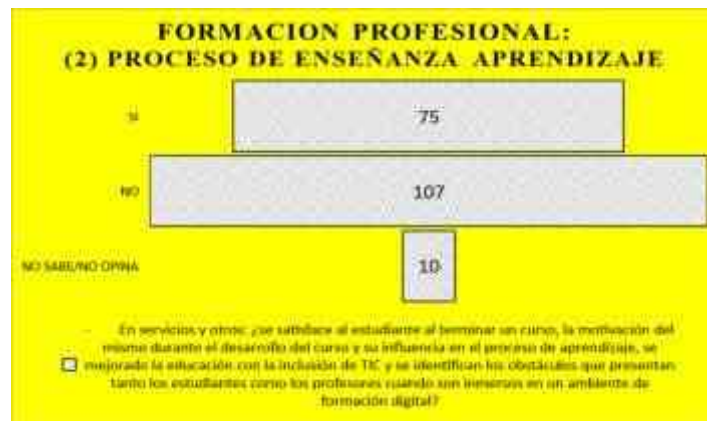 FORMACION PROFESIONAL:
(2) PROCESO DE ENSEÑANZA APRENDIZAJE
SI
75
NO
107
NO SABE/NO OPINA
10
- En servicios y otros: ¿se satisface al estudiante al terminar un curso, la motivación del
mismo durante el desarrollo del curso y su influencia en el proceso de aprendizaje, se
mejorado la educación con la inclusión de TIC y se identifican los obstáculos que presentan
tanto los estudiantes como los profesores cuando son inmersos en un ambiente de
formación digital?